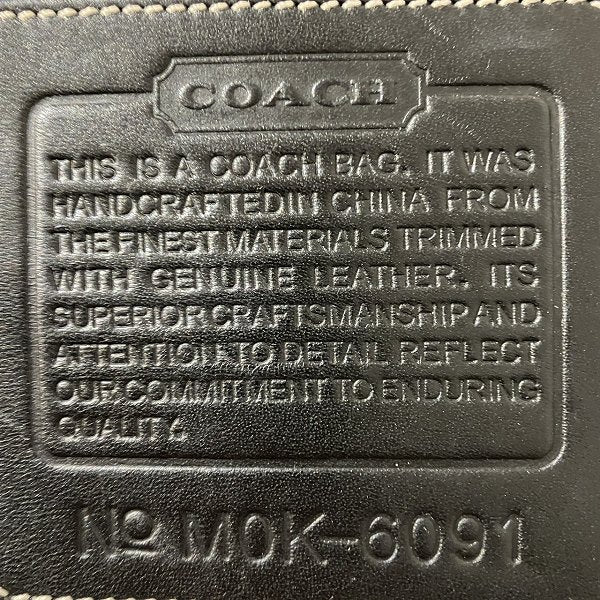 COACH
THIS IS A COACH BAG. IT WAS
HANDCRAFTEDIN CHINA FROM
THE FINEST MATERIALS TRIMMED
WITH GENUINE LEATHER. ITS
SUPERIOR CRAFTSMANSHIP AND
ATTENTION TO DETAIL REFLECT
OUR COMMITMENT TO ENDURING
QUALITY.
No M0K-6091